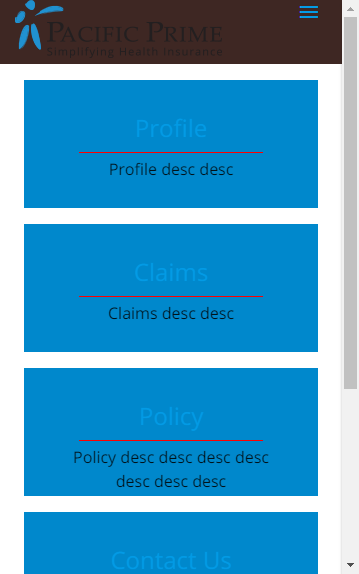 PACIFIC PRIME
Simplifying Health Insurance
Profile
Profile desc desc
Claims
Claims desc desc
Policy
Policy desc desc desc desc
desc desc desc
Contact Us